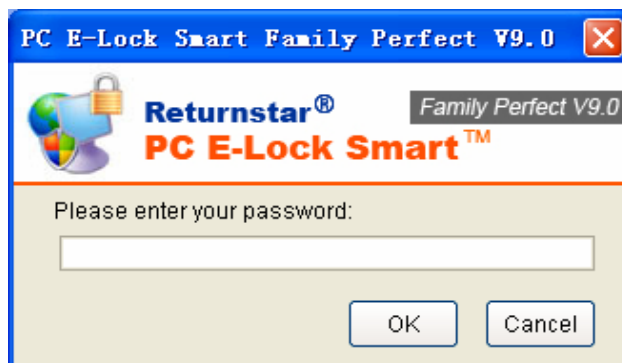 PC E-Lock Smart Family Perfect V9.0
Returnstar® Family Perfect V9.0
PC E-Lock Smart™
Please enter your password:
OK Cancel